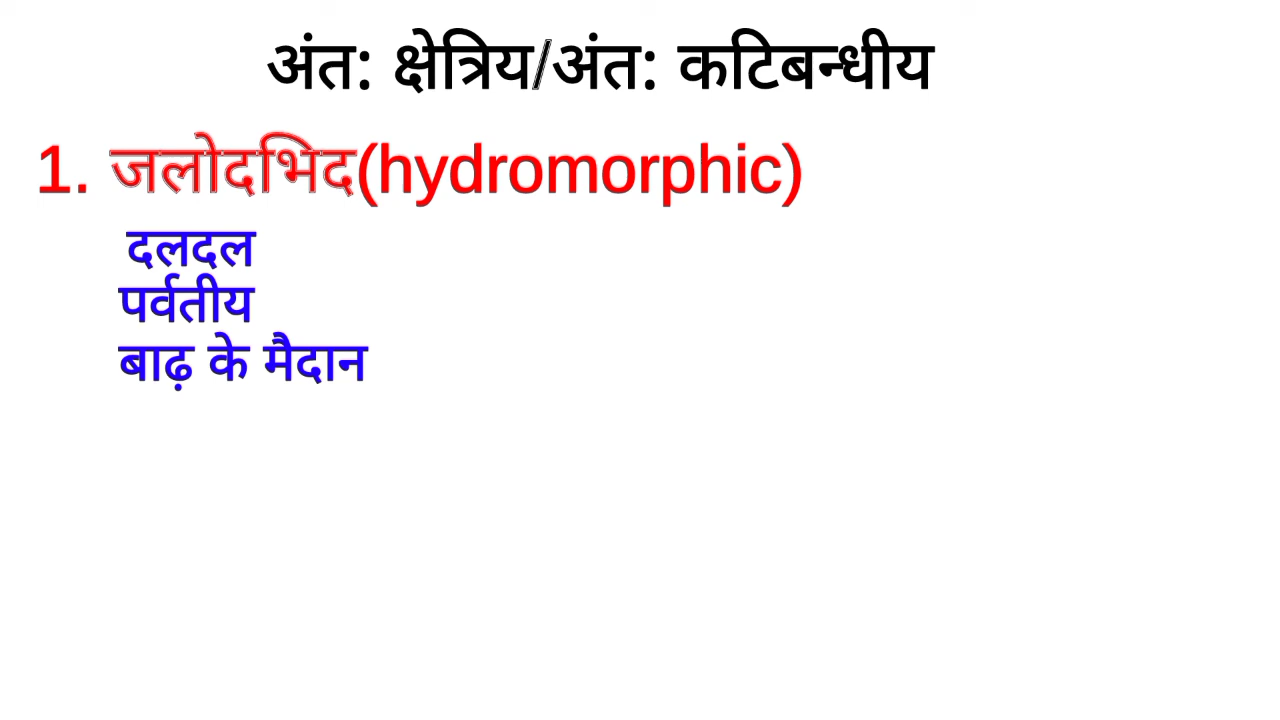 अंत: क्षेत्रिय/अंत: कटिबन्धीय
1. जलोदभिद(hydromorphic)
दलदल
पर्वतीय
बाढ़ के मैदान